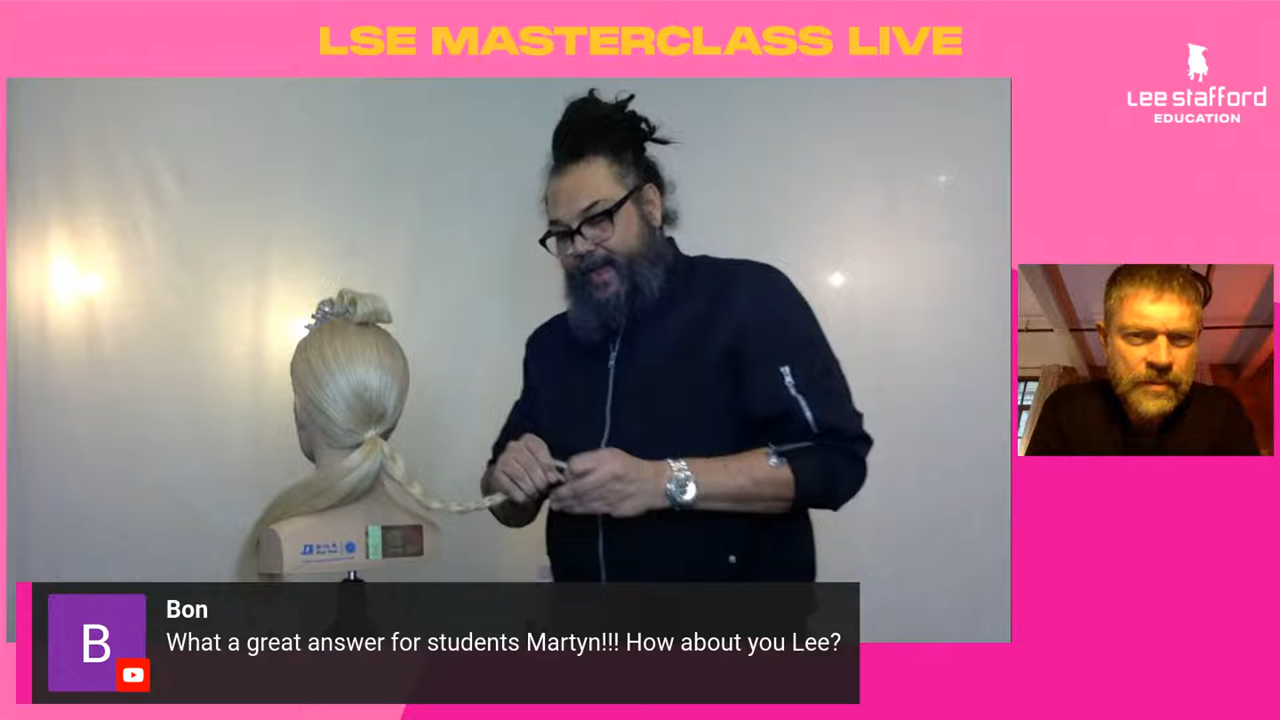 LSE MASTERCLASS LIVE
Lee Stafford
EDUCATION
B
Bon
What a great answer for students Martyn!!! How about you Lee?